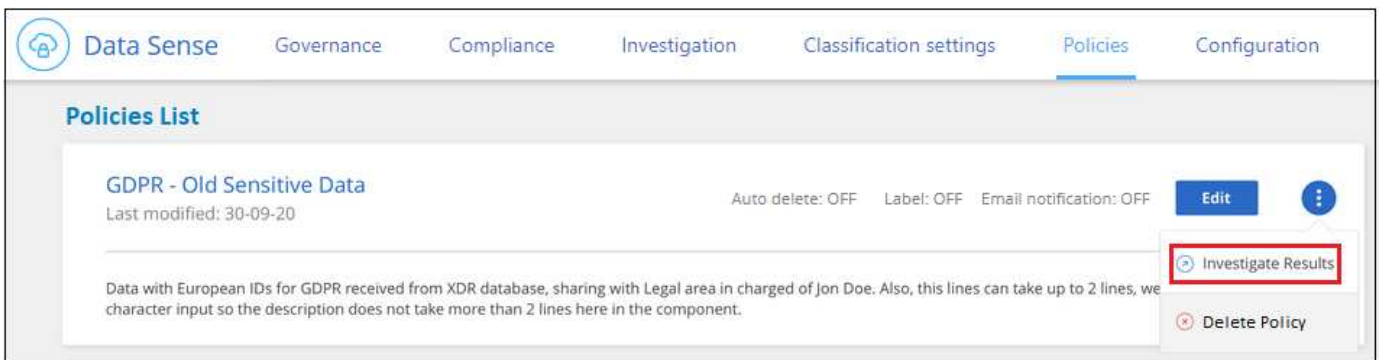 Data Sense Governance Compliance Investigation Classification settings Policies Configuration
Policies List
GDPR - Old Sensitive Data
Auto delete: OFF Label: OFF Email notification: OFF Edit
Last modified: 30-09-20
Investigate Results
Data with European IDs for GDPR received from XDR database, sharing with Legal area in charged of Jon Doe. Also, this lines can take up to 2 lines, we
character input so the description does not take more than 2 lines here in the component.
Delete Policy